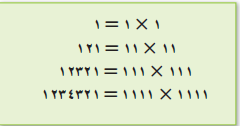 ١ = ١ × ١
١٢١ = ١١ × ١١
١٢٣٢١ = ١١١ × ١١١
١٢٣٤٣٢١ = ١١١١ × ١١١١